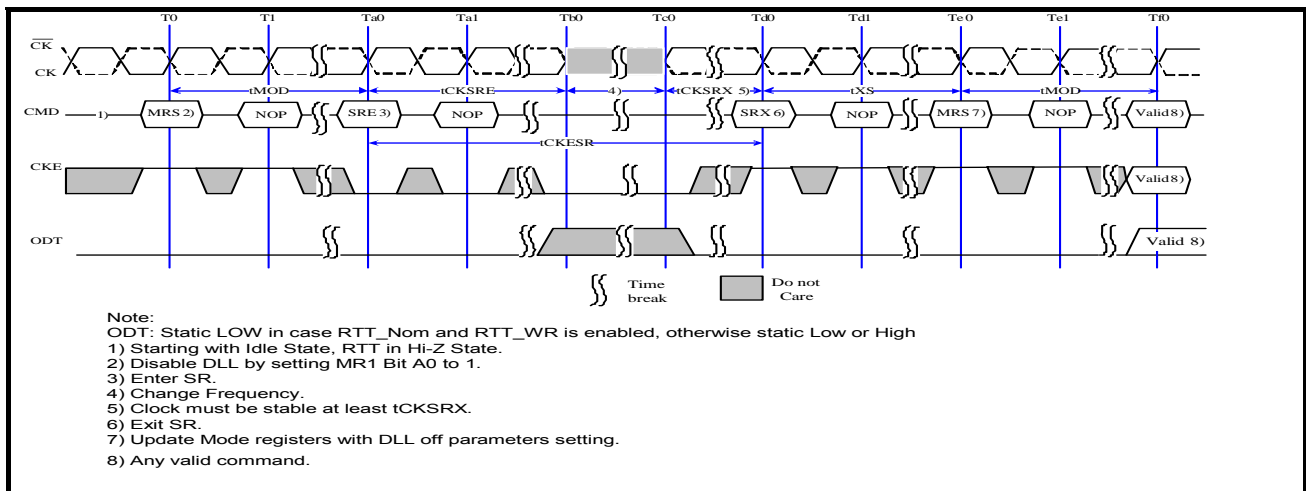 T0 T1 Ta0 Ta1 Tb0 Tc0 Td0 Td1 Te0 Te1 Tf0
CK
CK
tMOD tCKSRE 4) tCKSRX 5) tXS tMOD
CMD 1) MRS 2) NOP SRE 3) NOP SRX 6) NOP MRS 7) NOP Valid 8)
tCKESR
CKE Valid 8)
ODT Valid 8)
Time break
Do not Care
Note:
ODT: Static LOW in case RTT_Nom and RTT_WR is enabled, otherwise static Low or High
1) Starting with Idle State, RTT in Hi-Z State.
2) Disable DLL by setting MR1 Bit A0 to 1.
3) Enter SR.
4) Change Frequency.
5) Clock must be stable at least tCKSRX.
6) Exit SR.
7) Update Mode registers with DLL off parameters setting.
8) Any valid command.